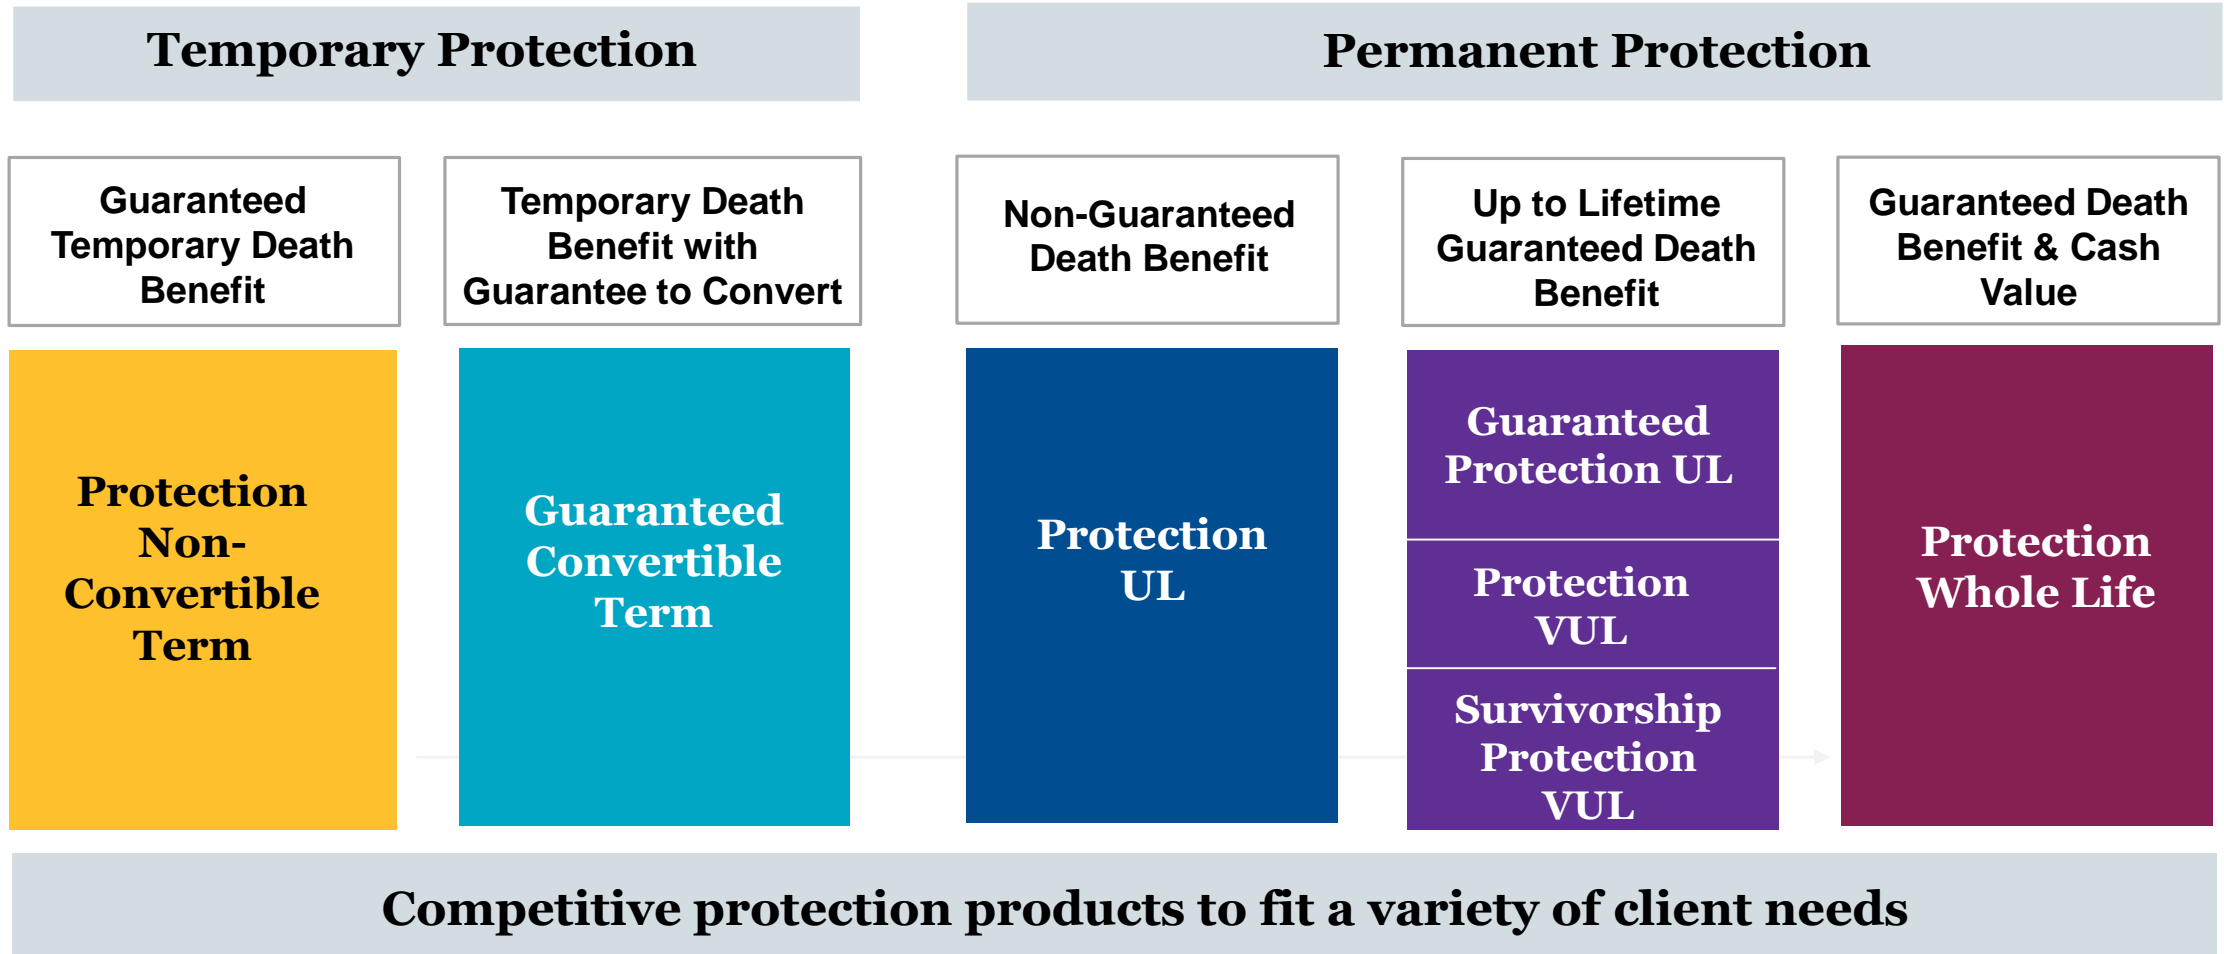 Temporary Protection
Permanent Protection
Guaranteed
Temporary Death
Benefit
Temporary Death
Benefit with
Guarantee to Convert
Non-Guaranteed
Death Benefit
Up to Lifetime
Guaranteed Death
Benefit
Guaranteed Death
Benefit & Cash
Value
Protection
Non-
Convertible
Term
Guaranteed
Convertible
Term
Protection
UL
Guaranteed
Protection UL
Protection
VUL
Survivorship
Protection
VUL
Protection
Whole Life
Competitive protection products to fit a variety of client needs